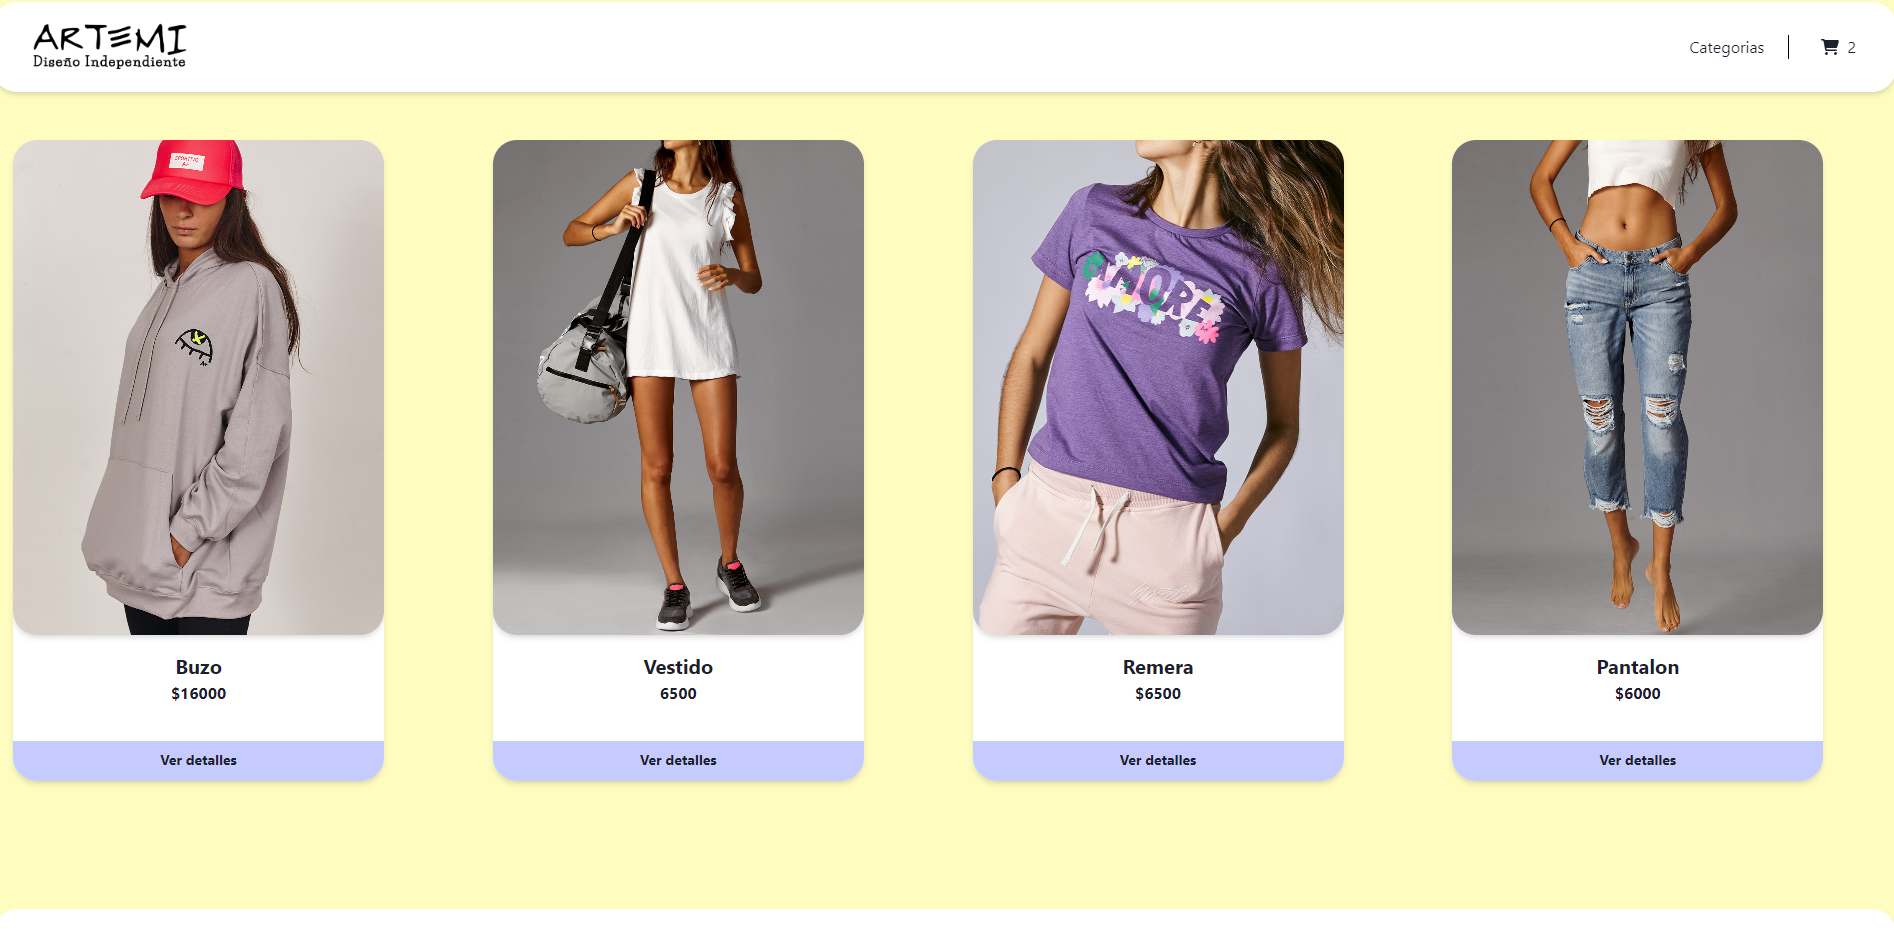 ARTEMI
Diseño Independiente
Categorias
2
AMORE
Buzo
$16000
Ver detalles
Vestido
6500
Ver detalles
Remera
$6500
Ver detalles
Pantalon
$6000
Ver detalles